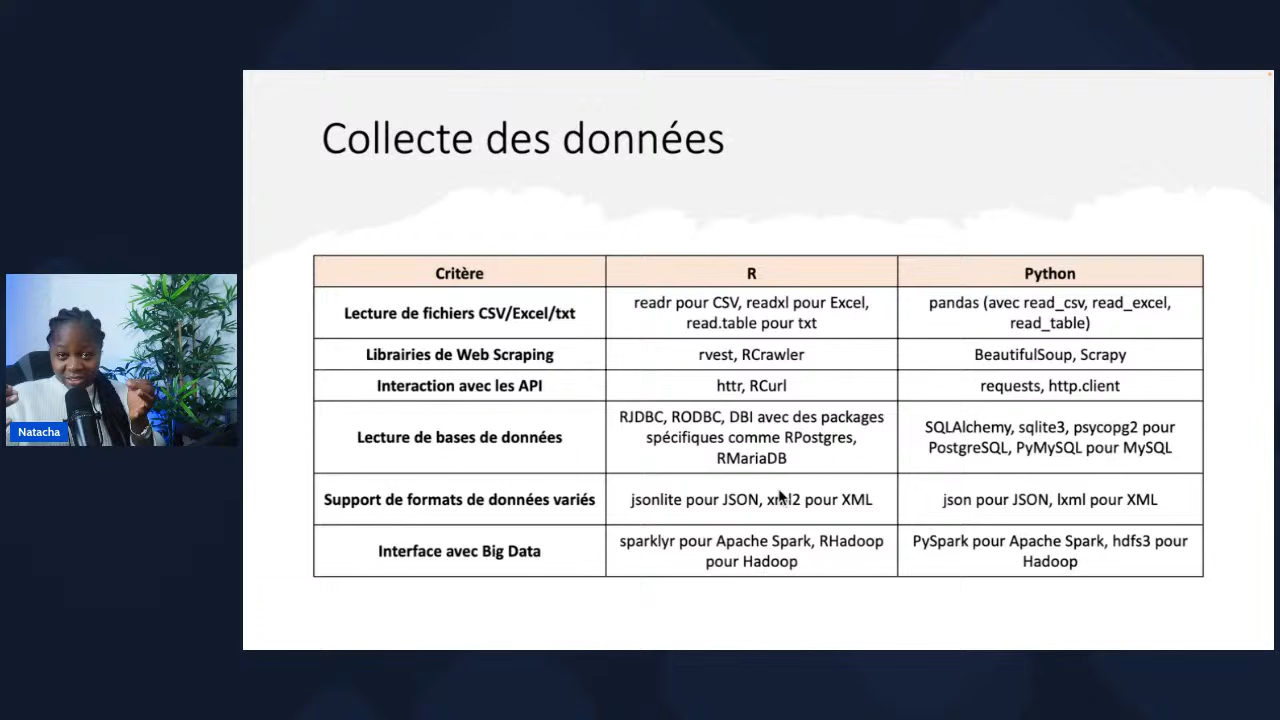 Collecte des données
Critère
R
Python
Lecture de fichiers CSV/Excel/txt
readr pour CSV, readxl pour Excel,
read.table pour txt
pandas (avec read_csv, read_excel,
read_table)
Librairies de Web Scraping
rvest, RCrawler
BeautifulSoup, Scrapy
Interaction avec les API
httr, RCurl
requests, http.client
Lecture de bases de données
RJDBC, RODBC, DBI avec des packages
spécifiques comme RPostgres,
RMariaDB
SQLAlchemy, sqlite3, psycopg2 pour
PostgreSQL, PyMySQL pour MySQL
Support de formats de données variés
jsonlite pour JSON, xml2 pour XML
json pour JSON, lxml pour XML
Interface avec Big Data
sparklyr pour Apache Spark, RHadoop
pour Hadoop
PySpark pour Apache Spark, hdfs3 pour
Hadoop
Natacha